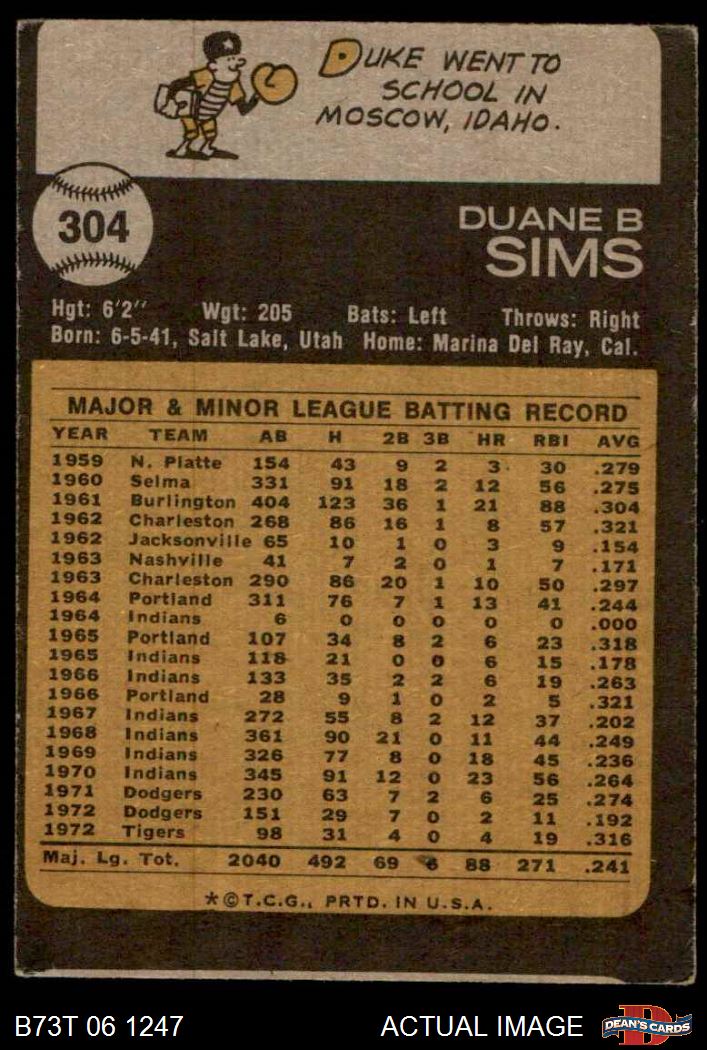 DUKE WENT TO
SCHOOL IN
MOSCOW, IDAHO.
304
DUANE B
SIMS
Hgt: 6'2" Wgt: 205 Bats: Left Throws: Right
Born: 6-5-41, Salt Lake, Utah Home: Marina Del Ray, Cal.
MAJOR & MINOR LEAGUE BATTING RECORD
YEAR TEAM AB H 2B 3B HR RBI AVG
1959 N. Platte 154 43 9 2 3 30 .279
1960 Selma 331 91 18 2 12 56 .275
1961 Burlington 404 123 36 1 21 88 .304
1962 Charleston 268 86 16 1 8 57 .321
1962 Jacksonville 65 10 1 0 3 9 .154
1963 Nashville 41 7 2 0 1 7 .171
1963 Charleston 290 86 20 1 10 50 .297
1964 Portland 311 76 7 1 13 41 .244
1964 Indians 6 0 0 0 0 0 .000
1965 Portland 107 34 8 2 6 23 .318
1965 Indians 118 21 0 0 6 15 .178
1966 Indians 133 35 2 2 6 19 .263
1966 Portland 28 9 1 0 2 5 .321
1967 Indians 272 55 8 2 12 37 .202
1968 Indians 361 90 21 0 11 44 .249
1969 Indians 326 77 8 0 18 45 .236
1970 Indians 345 91 12 0 23 56 .264
1971 Dodgers 230 63 7 2 6 25 .274
1972 Dodgers 151 29 7 0 2 11 .192
1972 Tigers 98 31 4 0 4 19 .316
Maj. Lg. Tot. 2040 492 69 6 88 271 .241
*©T.C.G., PRTD. IN U.S.A.
B73T 06 1247 ACTUAL IMAGE
D
DEAN'S CARDS